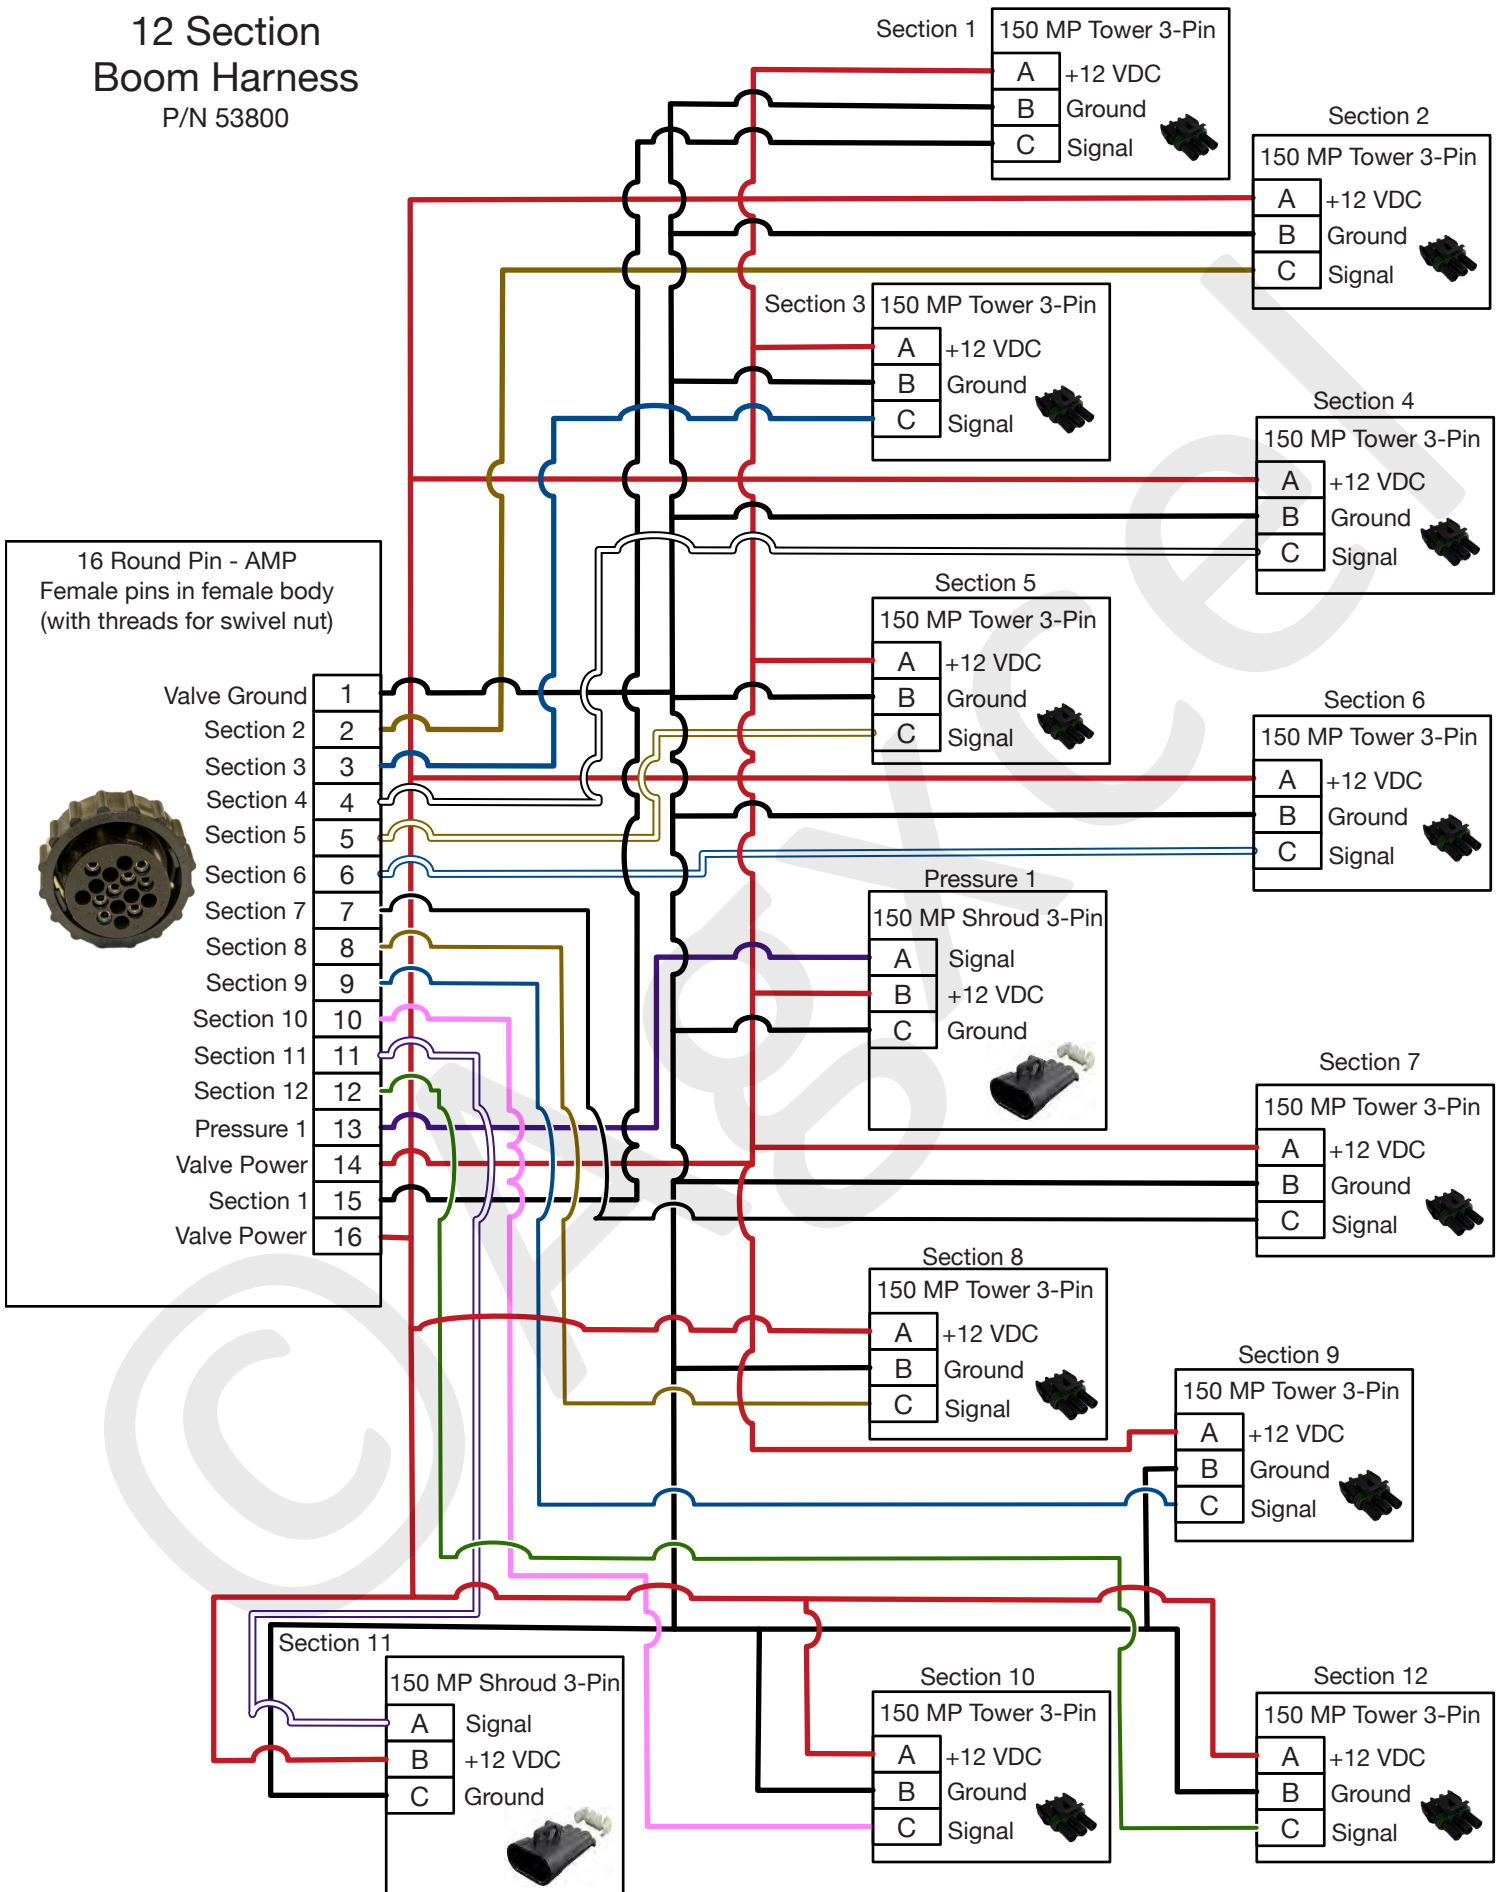 12 Section
Boom Harness
P/N 53800
Section 1
150 MP Tower 3-Pin
A +12 VDC
B Ground
C Signal
Section 2
150 MP Tower 3-Pin
A +12 VDC
B Ground
C Signal
Section 3
150 MP Tower 3-Pin
A +12 VDC
B Ground
C Signal
Section 4
150 MP Tower 3-Pin
A +12 VDC
B Ground
C Signal
16 Round Pin - AMP
Female pins in female body
(with threads for swivel nut)
Valve Ground 1
Section 2 2
Section 3 3
Section 4 4
Section 5 5
Section 6 6
Section 7 7
Section 8 8
Section 9 9
Section 10 10
Section 11 11
Section 12 12
Pressure 1 13
Valve Power 14
Section 1 15
Valve Power 16
Section 5
150 MP Tower 3-Pin
A +12 VDC
B Ground
C Signal
Section 6
150 MP Tower 3-Pin
A +12 VDC
B Ground
C Signal
Pressure 1
150 MP Shroud 3-Pin
A Signal
B +12 VDC
C Ground
Section 7
150 MP Tower 3-Pin
A +12 VDC
B Ground
C Signal
Section 8
150 MP Tower 3-Pin
A +12 VDC
B Ground
C Signal
Section 9
150 MP Tower 3-Pin
A +12 VDC
B Ground
C Signal
Section 11
150 MP Shroud 3-Pin
A Signal
B +12 VDC
C Ground
Section 10
150 MP Tower 3-Pin
A +12 VDC
B Ground
C Signal
Section 12
150 MP Tower 3-Pin
A +12 VDC
B Ground
C Signal
©Agxcel